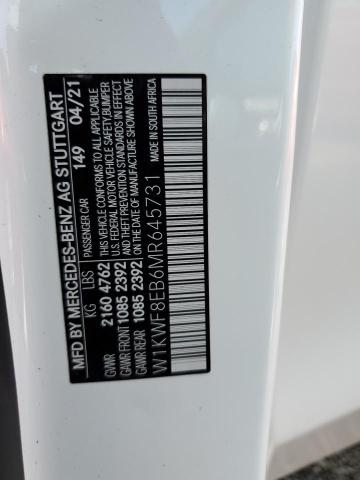 MFD BY MERCEDES-BENZ AG STUTTGART
PASSENGER CAR 149 04/21
KG LBS
GVWR 2160 4762
GAWR FRONT 1085 2392
GAWR REAR 1085 2392
THIS VEHICLE CONFORMS TO ALL APPLICABLE
FEDERAL MOTOR VEHICLE SAFETY, BUMPER
AND THEFT PREVENTION STANDARDS IN EFFECT
ON THE DATE OF MANUFACTURE SHOWN ABOVE.
W1KWF8EB6MR645731
MADE IN SOUTH AFRICA